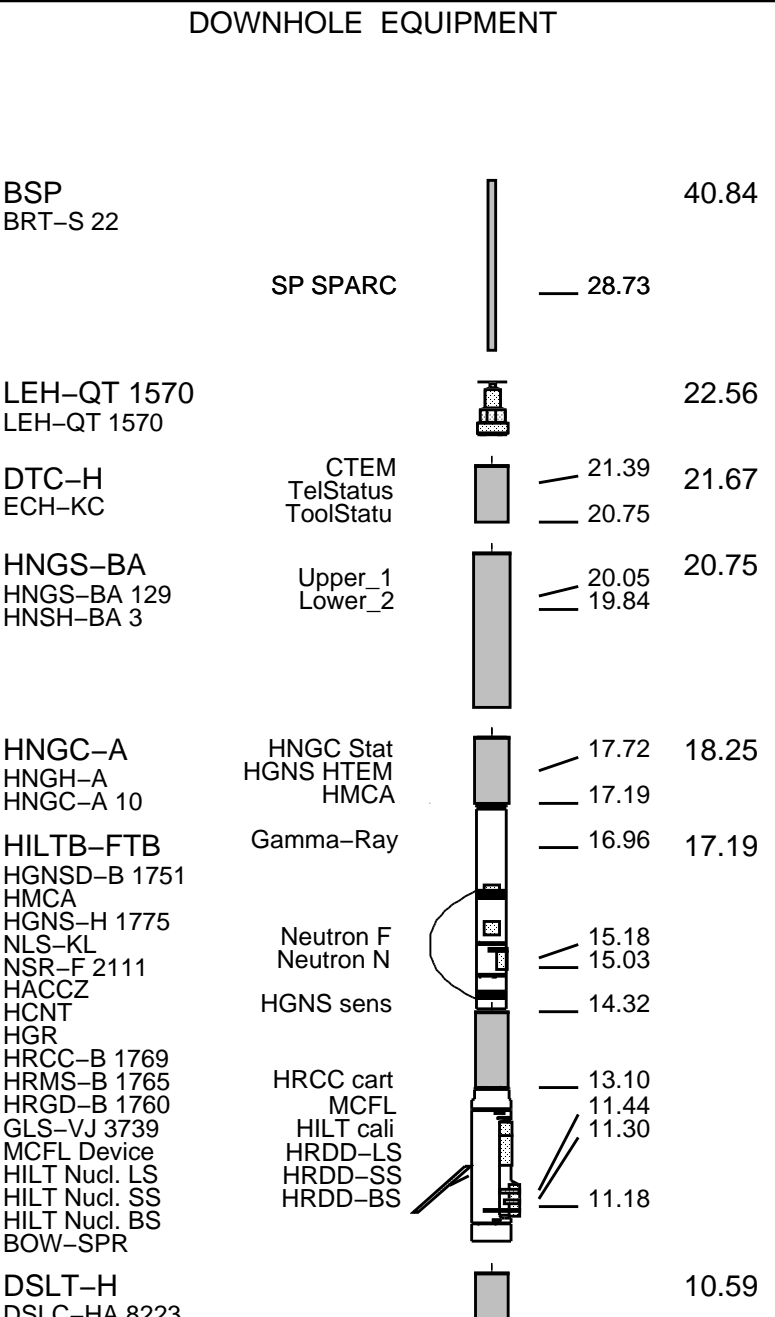 DOWNHOLE EQUIPMENT
BSP 40.84
BRT−S 22
SP SPARC 28.73
LEH−QT 1570 22.56
LEH−QT 1570
CTEM 21.39
DTC−H 21.67
TelStatus
ECH−KC
ToolStatu 20.75
HNGS−BA 20.75
Upper_1 20.05
HNGS−BA 129
Lower_2 19.84
HNSH−BA 3
HNGC−A HNGC Stat 17.72 18.25
HNGH−A HGNS HTEM
HNGC−A 10 HMCA 17.19
HILTB−FTB Gamma−Ray 16.96 17.19
HGNSD−B 1751
HMCA
HGNS−H 1775
NLS−KL Neutron F 15.18
NSR−F 2111 Neutron N 15.03
HACCZ
HCNT HGNS sens 14.32
HGR
HRCC−B 1769
HRMS−B 1765 HRCC cart 13.10
HRGD−B 1760 MCFL 11.44
GLS−VJ 3739 HILT cali 11.30
MCFL Device HRDD−LS
HILT Nucl. LS HRDD−SS
HILT Nucl. SS HRDD−BS 11.18
HILT Nucl. BS
BOW−SPR
DSLT−H 10.59
DSLC−HA 8223